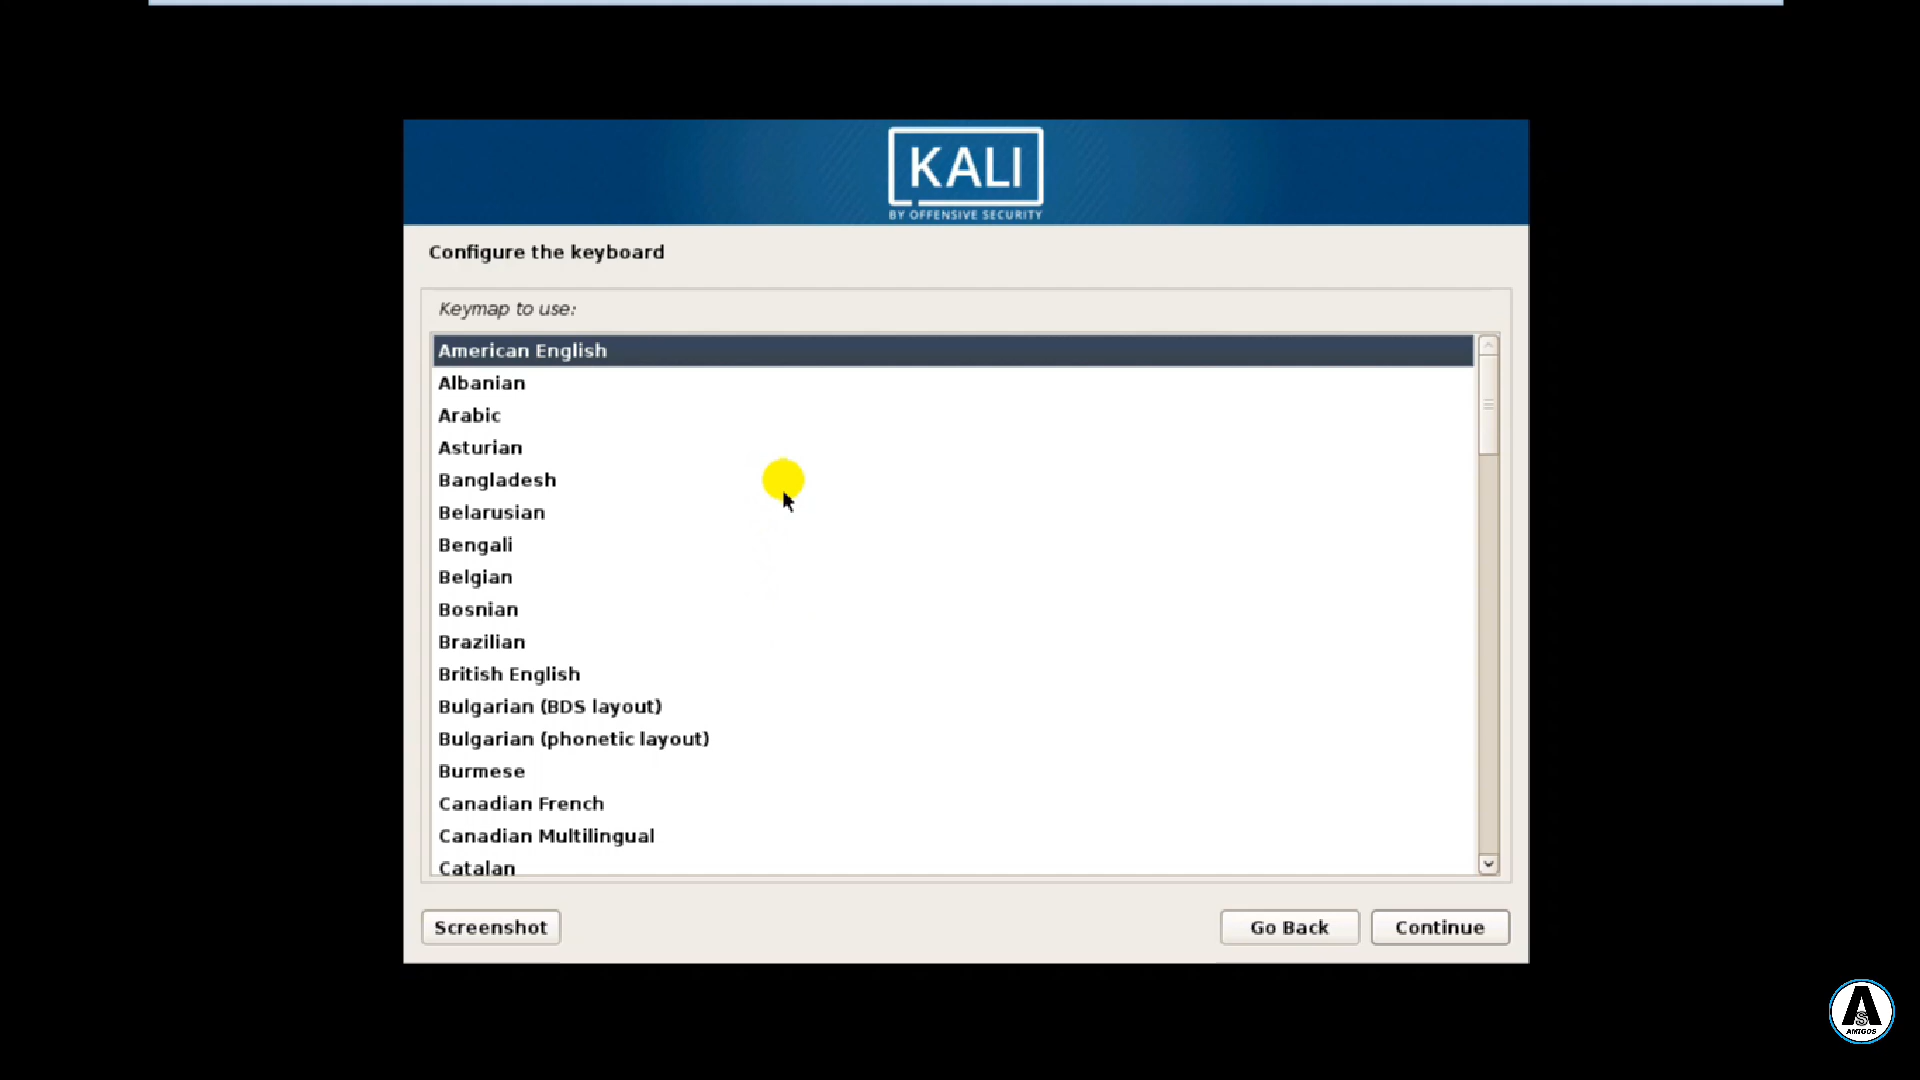 KALI
BY OFFENSIVE SECURITY
Configure the keyboard
Keymap to use:
American English
Albanian
Arabic
Asturian
Bangladesh
Belarusian
Bengali
Belgian
Bosnian
Brazilian
British English
Bulgarian (BDS layout)
Bulgarian (phonetic layout)
Burmese
Canadian French
Canadian Multilingual
Catalan
Screenshot
Go Back
Continue
A
S
AMIGOS